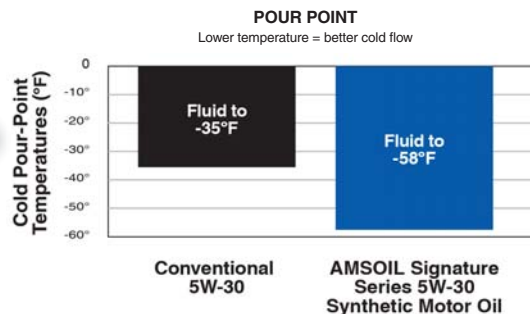 POUR POINT
Lower temperature = better cold flow
Cold Pour-Point
Temperatures (°F)
0
-10°
-20°
-30°
-40°
-50°
-60°
Fluid to
-35°F
Fluid to
-58°F
Conventional
5W-30
AMSOIL Signature
Series 5W-30
Synthetic Motor Oil